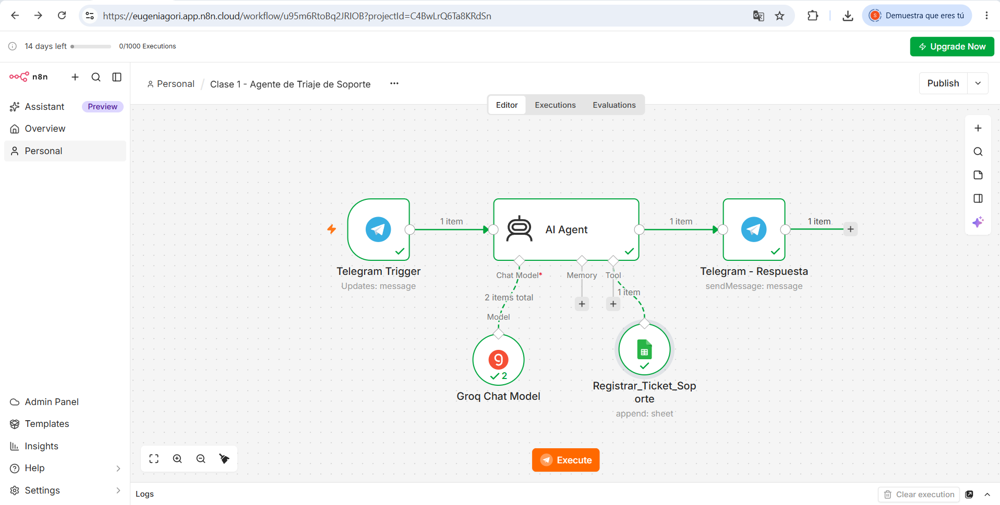 https://eugeniagori.app.n8n.cloud/workflow/u95m6RtoBq2JRIOB?projectId=C4BwLrQ6Ta8KRdSn
S
Demuestra que eres tú
14 days left
0/1000 Executions
Upgrade Now
n8n
Personal / Clase 1 - Agente de Triaje de Soporte
Publish
Editor
Executions
Evaluations
Assistant
Preview
Overview
Personal
1 item
1 item
1 item
AI Agent
Telegram Trigger
Updates: message
Chat Model*
Memory
Tool
Telegram - Respuesta
sendMessage: message
1 item
2 items total
Model
2
Groq Chat Model
Registrar_Ticket_Sop
orte
append: sheet
Admin Panel
Templates
Insights
Help
Settings
Execute
Logs
Clear execution